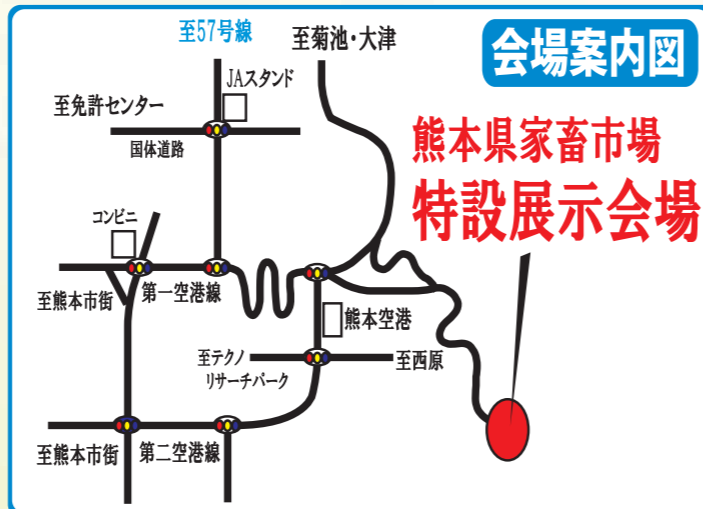 会場案内図
至57号線
至菊池・大津
JAスタンド
至免許センター
国体道路
熊本県家畜市場
特設展示会場
コンビニ
至熊本市街
第一空港線
熊本空港
至テクノ
リサーチパーク
至西原
至熊本市街
第二空港線